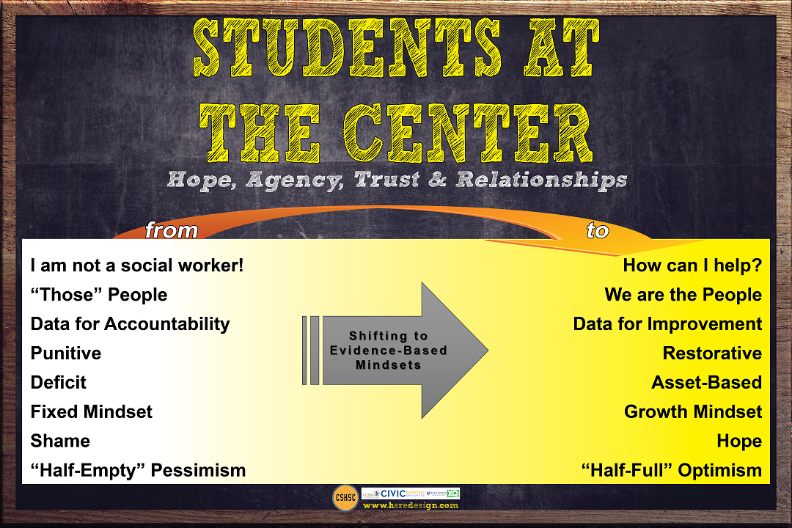 STUDENTS AT
THE CENTER
Hope, Agency, Trust & Relationships
from
to
I am not a social worker!
How can I help?
“Those” People
We are the People
Data for Accountability
Data for Improvement
Punitive
Restorative
Deficit
Asset-Based
Fixed Mindset
Growth Mindset
Shame
Hope
“Half-Empty” Pessimism
“Half-Full” Optimism
Shifting to
Evidence-Based
Mindsets
CSHSC
CIVIC
www.hsredesign.com